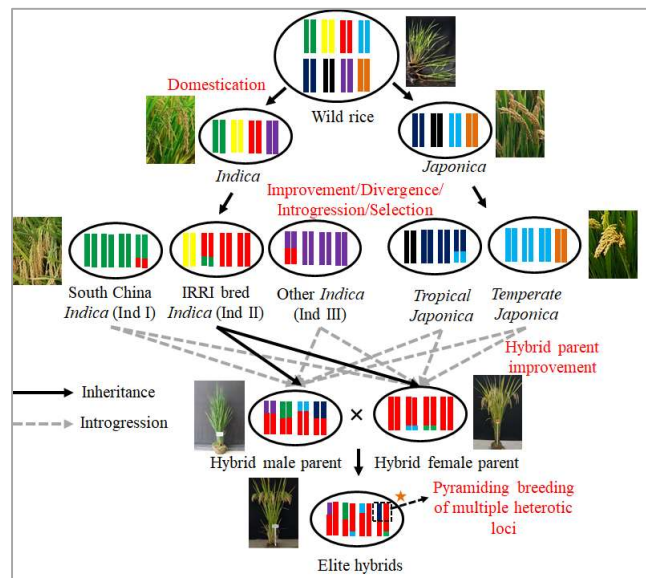 Domestication
Wild rice
Indica
Japonica
Improvement/Divergence/
Introgression/Selection
South China
Indica (Ind I)
IRRI bred
Indica (Ind II)
Other Indica
(Ind III)
Tropical
Japonica
Temperate
Japonica
Hybrid parent
improvement
Inheritance
Introgression
×
Hybrid male parent
Hybrid female parent
Pyramiding breeding
of multiple heterotic
loci
Elite hybrids